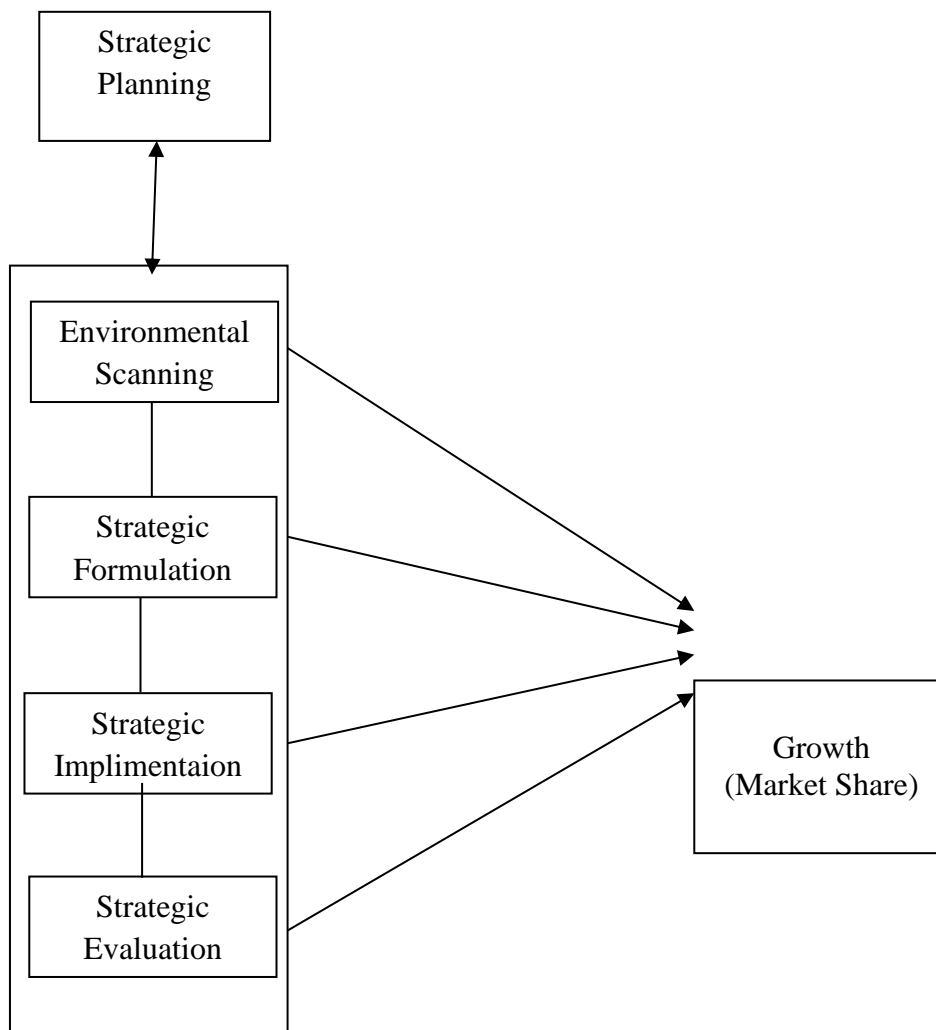 Strategic
Planning
Environmental
Scanning
Strategic
Formulation
Strategic
Implimentaion
Strategic
Evaluation
Growth
(Market Share)